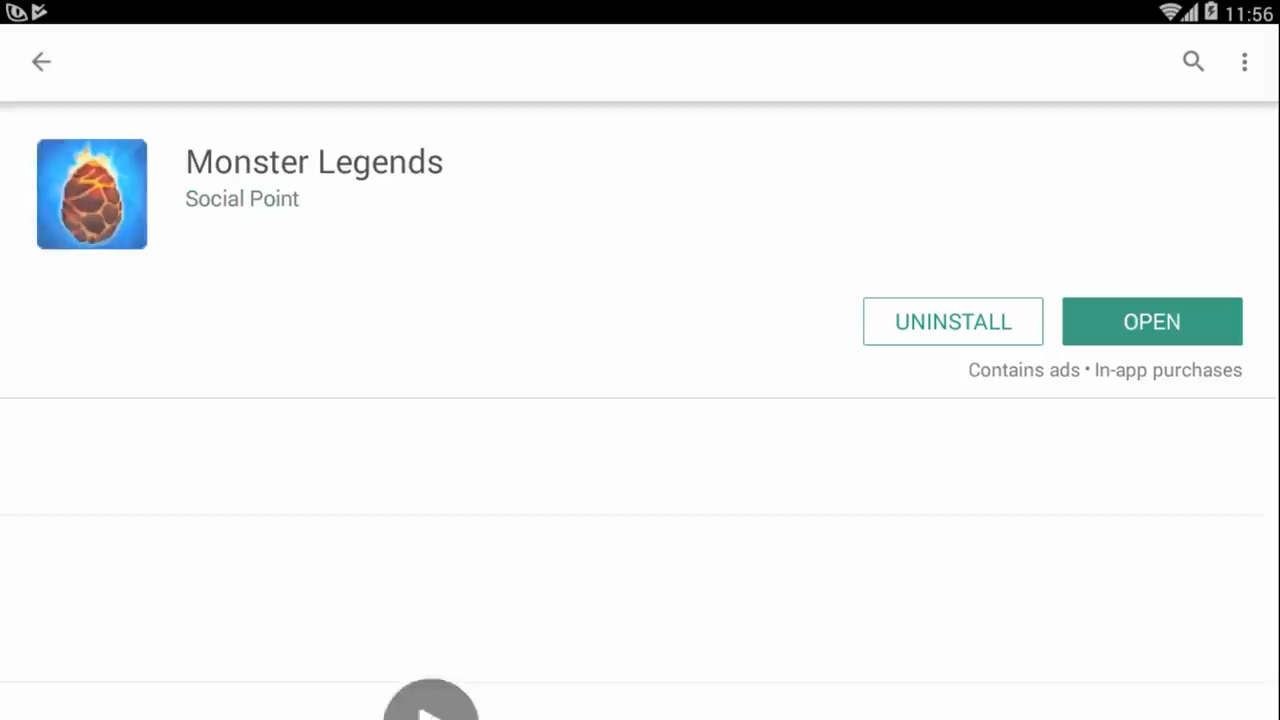 11:56
Monster Legends
Social Point
UNINSTALL
OPEN
Contains ads • In-app purchases